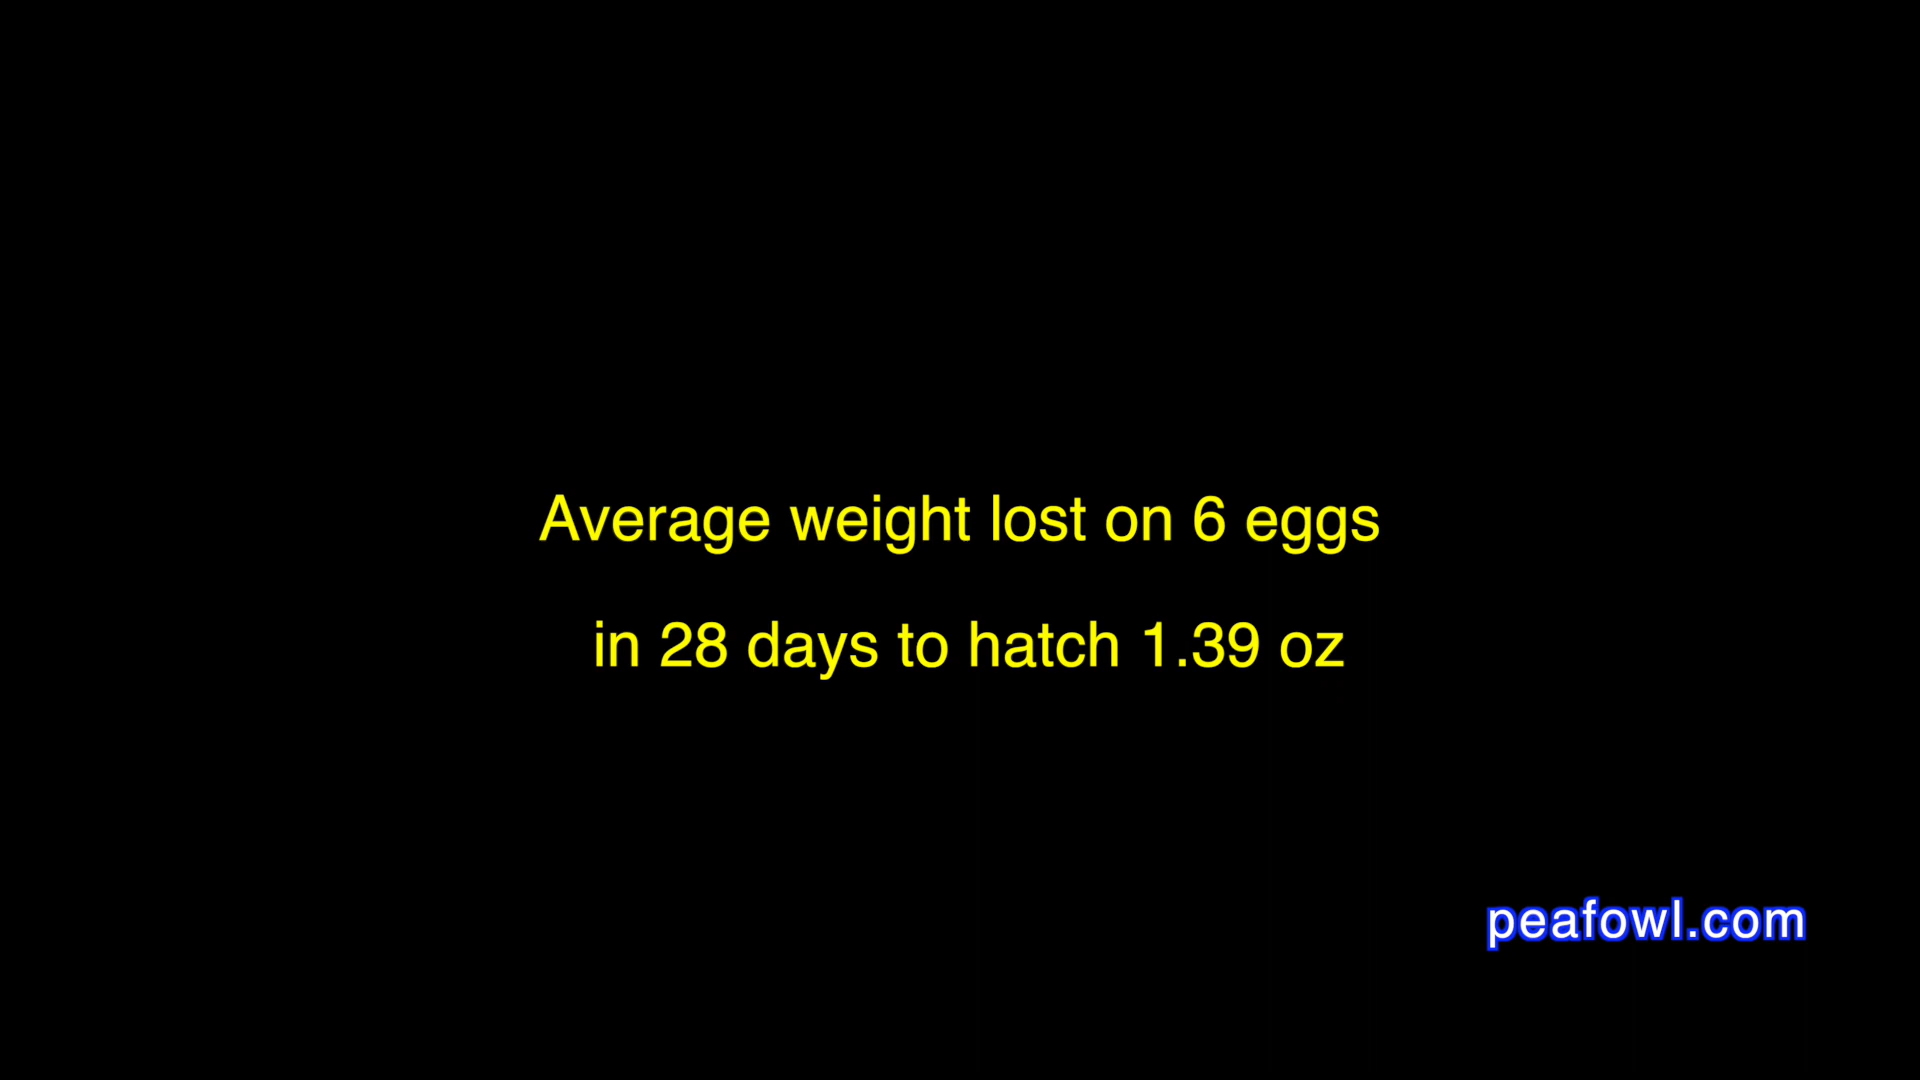 Average weight lost on 6 eggs
in 28 days to hatch 1.39 oz
peafowl.com